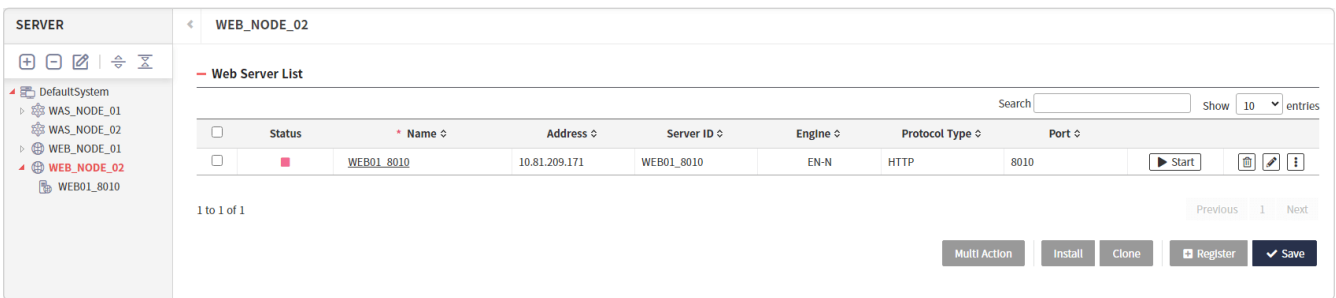 SERVER
WEB_NODE_02
DefaultSystem
WAS_NODE_01
WAS_NODE_02
WEB_NODE_01
WEB_NODE_02
WEB01_8010
Web Server List
Search Show 10 entries
Status * Name Address Server ID Engine Protocol Type Port
WEB01_8010 10.81.209.171 WEB01_8010 EN-N HTTP 8010 Start
1 to 1 of 1
Previous 1 Next
Multi Action Install Clone Register Save